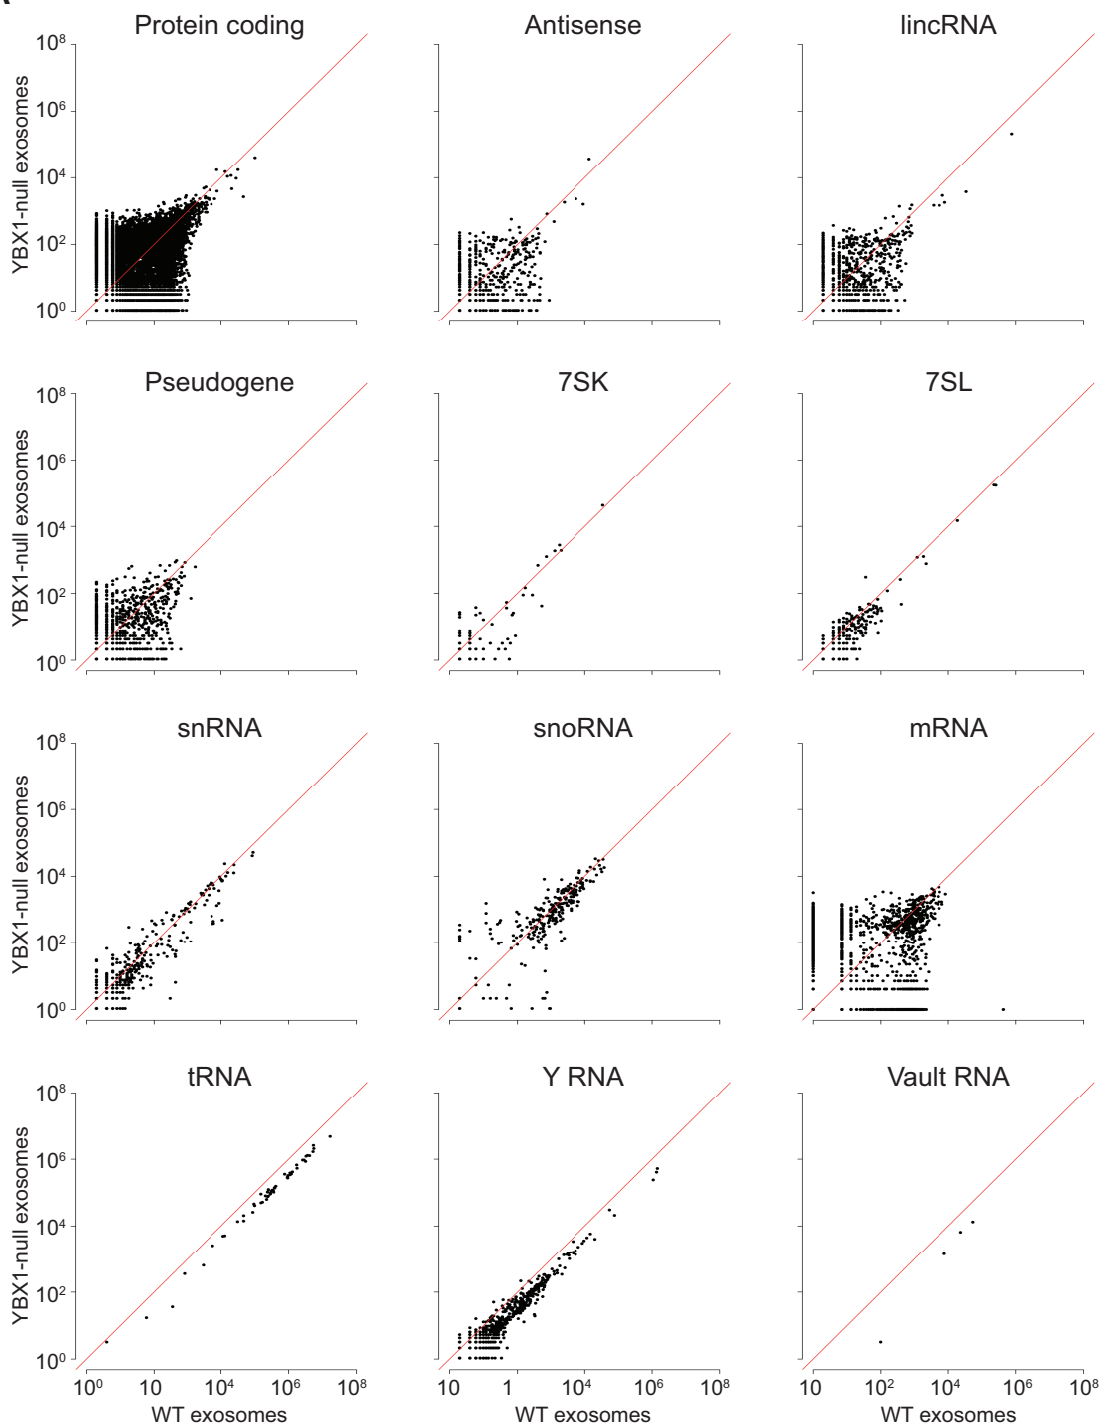 Protein coding Antisense lincRNA
10⁸
10⁶
10⁴
10²
10⁰
YBX1-null exosomes
Pseudogene 7SK 7SL
10⁸
10⁶
10⁴
10²
10⁰
YBX1-null exosomes
snRNA snoRNA mRNA
10⁸
10⁶
10⁴
10²
10⁰
YBX1-null exosomes
tRNA Y RNA Vault RNA
10⁸
10⁶
10⁴
10²
10⁰
YBX1-null exosomes
10⁰ 10 10⁴ 10⁶ 10⁸ 10 1 10⁴ 10⁶ 10⁸ 10 10² 10⁴ 10⁶ 10⁸
WT exosomes WT exosomes WT exosomes